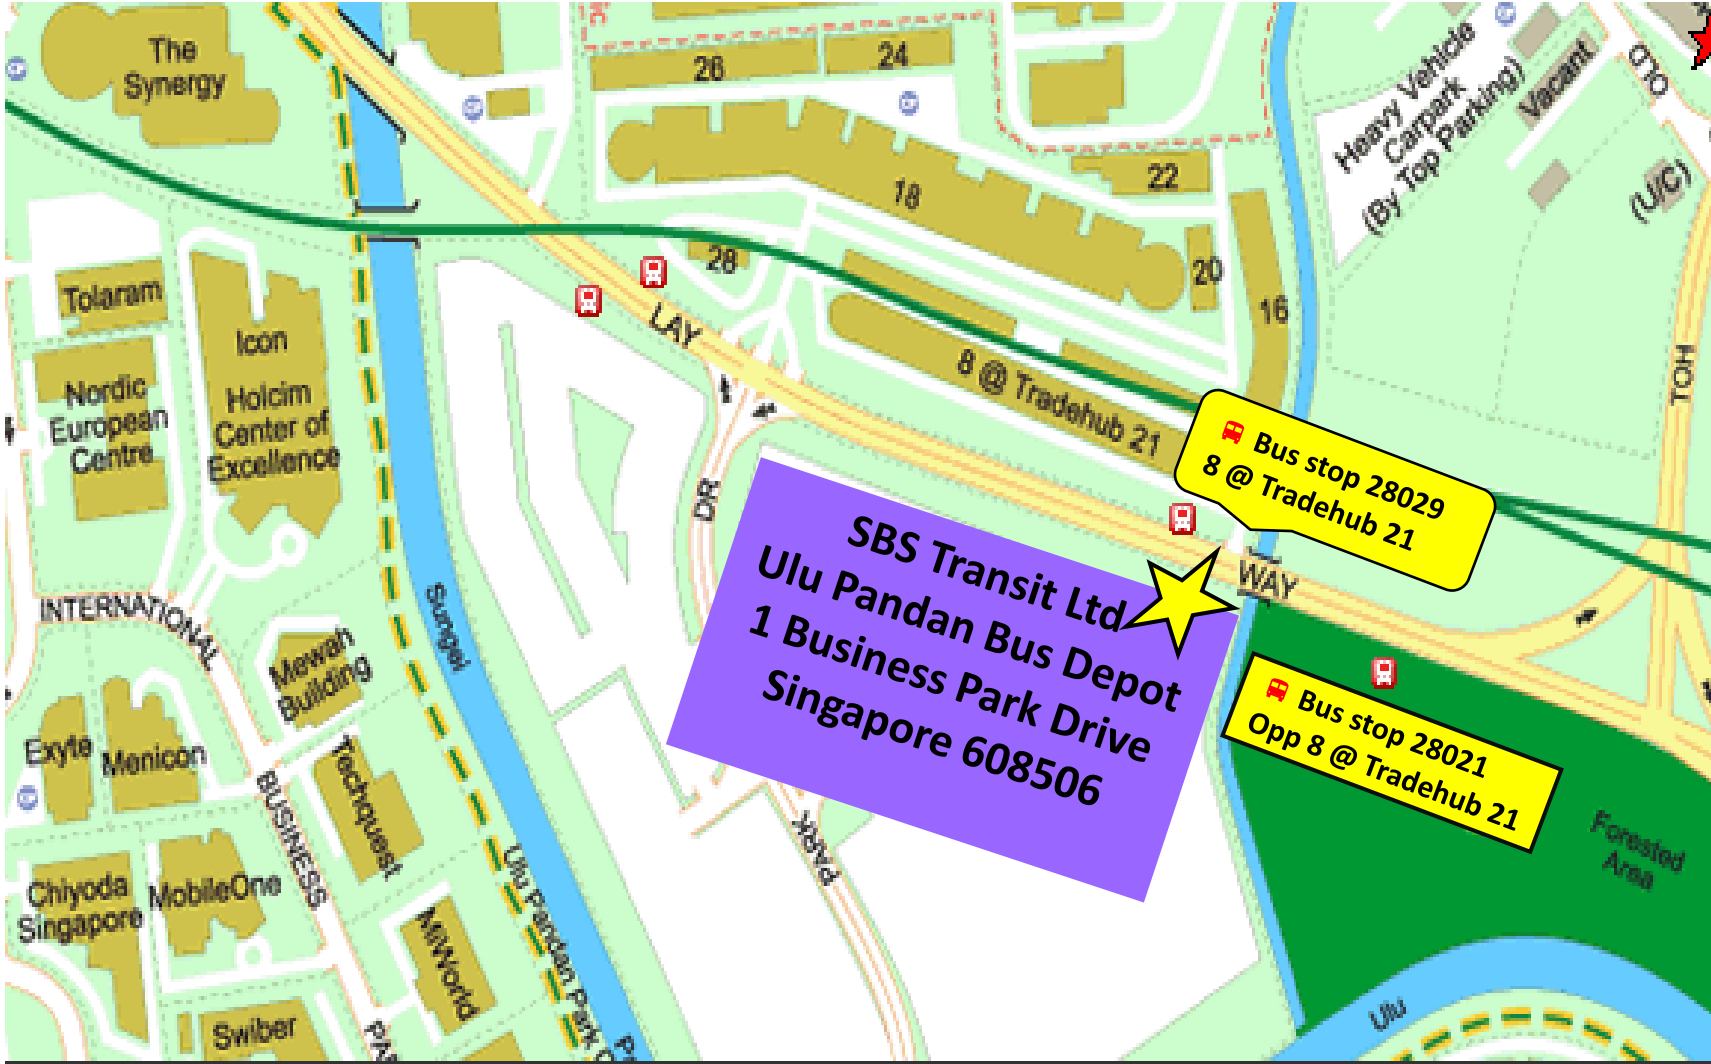 The
Synergy
26
24
18
22
20
16
28
8 @ Tradehub 21
Heavy Vehicle
Carpark
(By Top Parking)
Vacant
OLD
(U/C)
TOH
Tolaram
Icon
Holcim
Center of
Excellence
Nordic
European
Centre
LAY
WAY
DR
PARK
Bus stop 28029
8 @ Tradehub 21
SBS Transit Ltd
Ulu Pandan Bus Depot
1 Business Park Drive
Singapore 608506
Bus stop 28021
Opp 8 @ Tradehub 21
Forested
Area
INTERNATIONAL
BUSINESS
Sungei
Mewah
Building
Exyte
Menicon
Techquest
Chiyoda
Singapore
MobileOne
MiWorld
Swiber
Ulu Pandan Park
Ulu